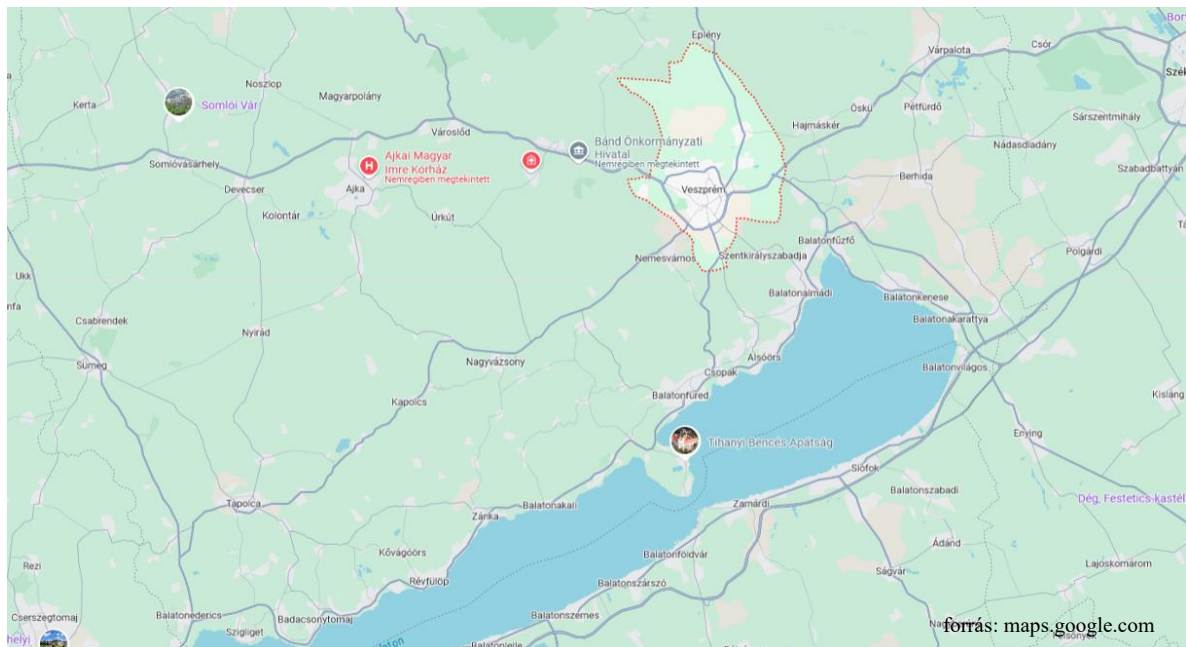 Eplény
Bor
Várpalota
Csór
Szék
Noszlop
Kerta
Somlói Vár
Magyarpolány
Pétfürdő
Öskü
Sárszentmihály
Városlőd
Bánd Önkormányzati
Hivatal
Nemrégiben megtekintett
Hajmáskér
Nádasdladány
Ajkai Magyar
Imre Kórház
Nemrégiben megtekintett
Somlóvásárhely
Szabadbattyán
Devecser
Ajka
Veszprém
Berhida
Kolontár
Úrkút
Balatonfűzfő
Polgárdi
Nemesvámos
Szentkirályszabadja
Ukk
Balatonalmádi
Balatonkenese
nfa
Csabrendek
Balatonakarattya
Nyirád
Nagyvázsony
Alsóörs
Sümeg
Csopak
Balatonvilágos
Balatonfüred
Kisláng
Kapolcs
Tihanyi Bencés Apátság
Enying
Siófok
Balatonszabadi
Tapolca
Balatonakali
Zamárdi
Dég, Festetics-kastél
Zánka
Ádánd
Kővágóörs
Balatonföldvár
Rezi
Révfülöp
Balatonszárszó
Ságvár
Lajoskomárom
Cserszegtomaj
Balatonederics
Badacsonytomaj
Balatonszemes
Szigliget
forrás: maps.google.com
helyi